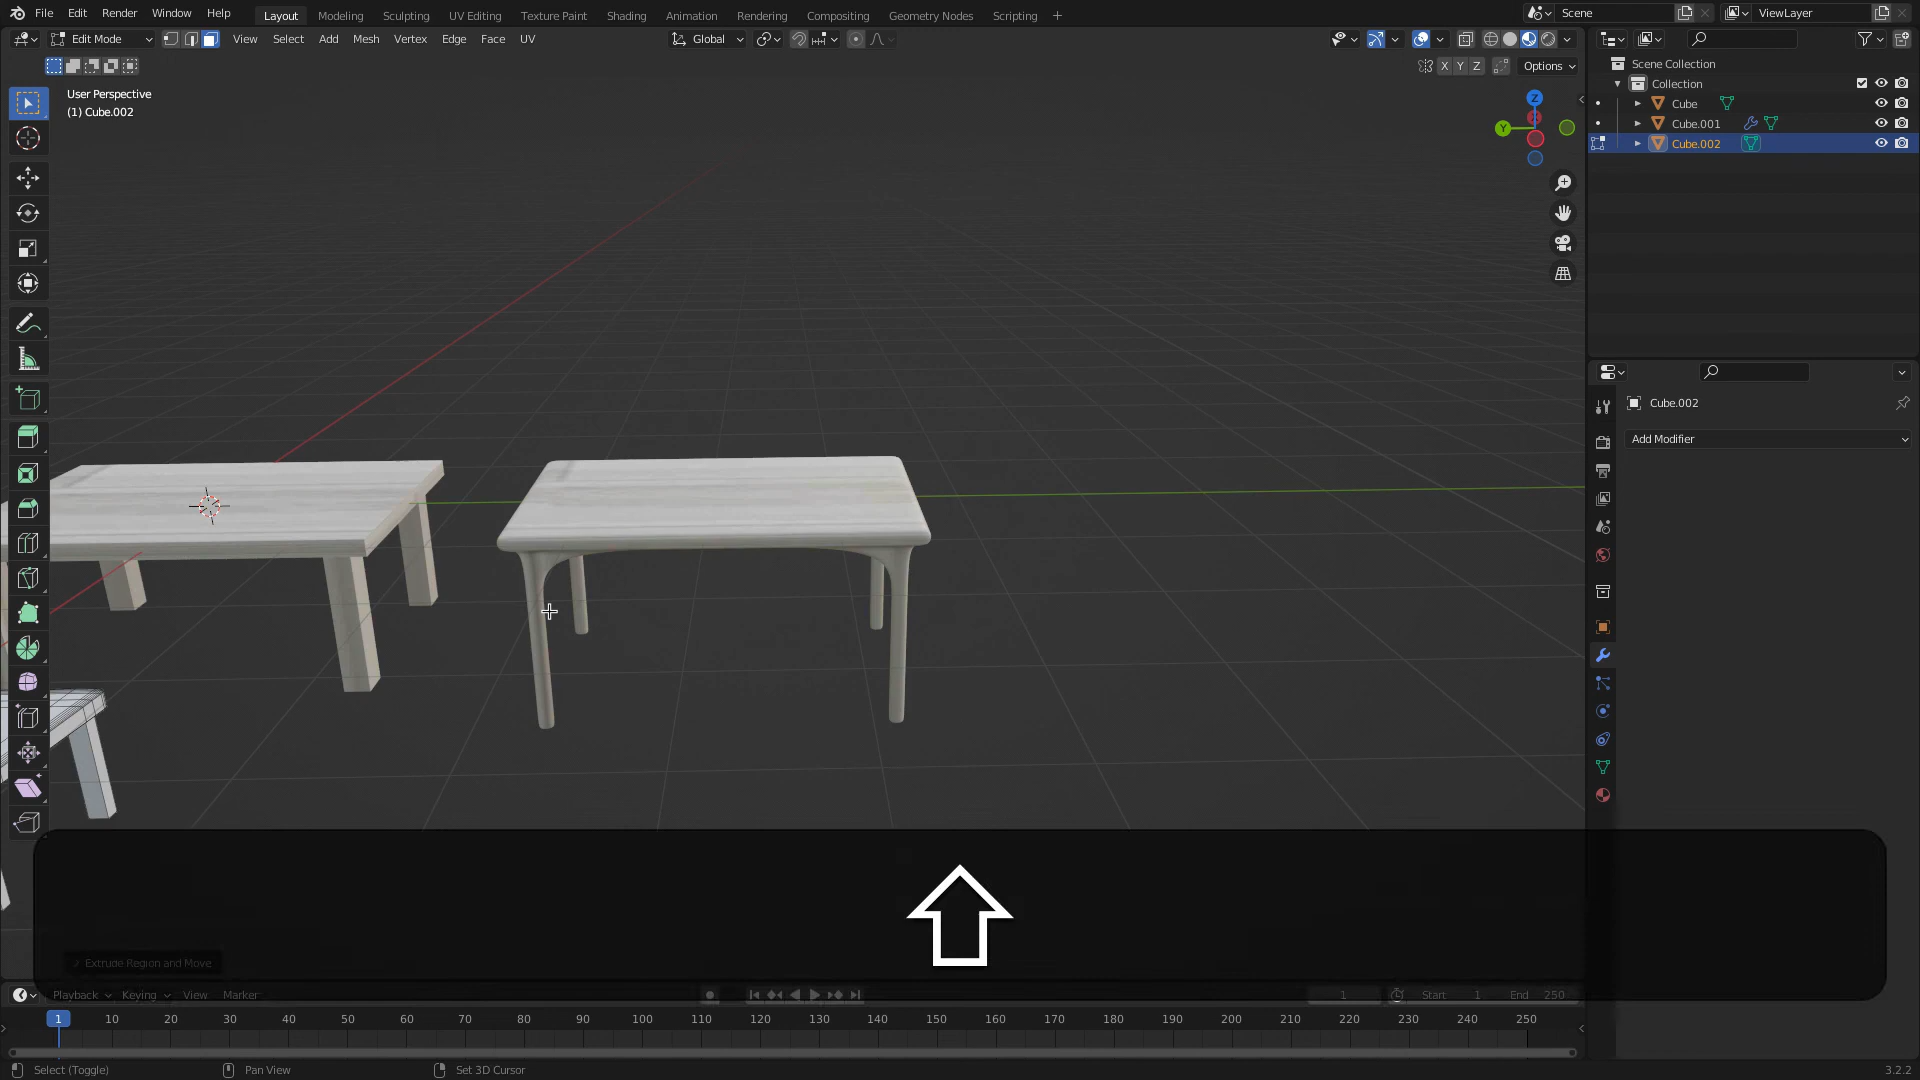 File Edit Render Window Help Layout Modeling Sculpting UV Editing Texture Paint Shading Animation Rendering Compositing Geometry Nodes Scripting + Scene ViewLayer
Edit Mode View Select Add Mesh Vertex Edge Face UV Global
X Y Z Options
User Perspective
(1) Cube.002
Z
Y
Scene Collection
Collection
Cube
Cube.001
Cube.002
Cube.002
Add Modifier
Extrude Region and Move
Playback Keying View Marker 1 Start 1 End 250
1 10 20 30 40 50 60 70 80 90 100 110 120 130 140 150 160 170 180 190 200 210 220 230 240 250
Select (Toggle) Pan View Set 3D Cursor 3.2.2